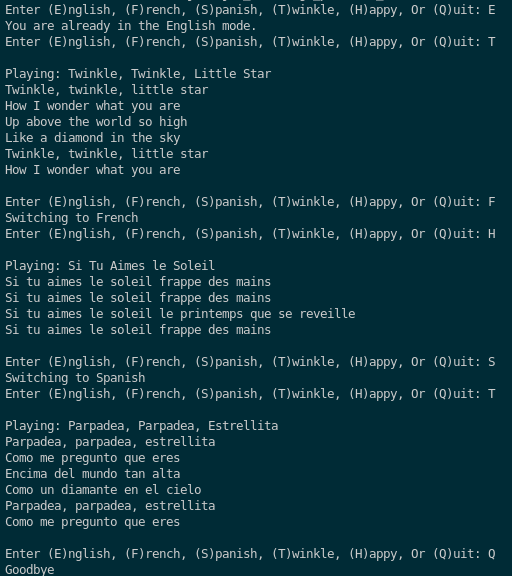 Enter (E)nglish, (F)rench, (S)panish, (T)winkle, (H)appy, Or (Q)uit: E
You are already in the English mode.
Enter (E)nglish, (F)rench, (S)panish, (T)winkle, (H)appy, Or (Q)uit: T
Playing: Twinkle, Twinkle, Little Star
Twinkle, twinkle, little star
How I wonder what you are
Up above the world so high
Like a diamond in the sky
Twinkle, twinkle, little star
How I wonder what you are
Enter (E)nglish, (F)rench, (S)panish, (T)winkle, (H)appy, Or (Q)uit: F
Switching to French
Enter (E)nglish, (F)rench, (S)panish, (T)winkle, (H)appy, Or (Q)uit: H
Playing: Si Tu Aimes le Soleil
Si tu aimes le soleil frappe des mains
Si tu aimes le soleil frappe des mains
Si tu aimes le soleil le printemps que se reveille
Si tu aimes le soleil frappe des mains
Enter (E)nglish, (F)rench, (S)panish, (T)winkle, (H)appy, Or (Q)uit: S
Switching to Spanish
Enter (E)nglish, (F)rench, (S)panish, (T)winkle, (H)appy, Or (Q)uit: T
Playing: Parpadea, Parpadea, Estrellita
Parpadea, parpadea, estrellita
Como me pregunto que eres
Encima del mundo tan alta
Como un diamante en el cielo
Parpadea, parpadea, estrellita
Como me pregunto que eres
Enter (E)nglish, (F)rench, (S)panish, (T)winkle, (H)appy, Or (Q)uit: Q
Goodbye